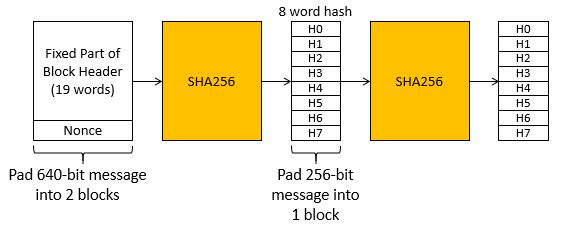 8 word hash
Fixed Part of
Block Header
(19 words)
Nonce
SHA256
H0
H1
H2
H3
H4
H5
H6
H7
SHA256
H0
H1
H2
H3
H4
H5
H6
H7
Pad 640-bit message
into 2 blocks
Pad 256-bit
message into
1 block